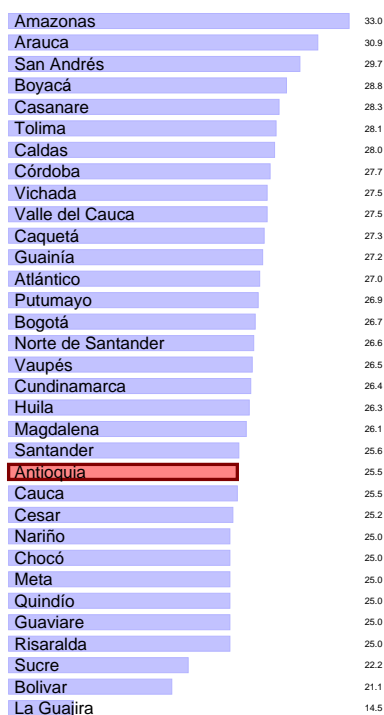 Amazonas 33.0
Arauca 30.9
San Andrés 29.7
Boyacá 28.8
Casanare 28.3
Tolima 28.1
Caldas 28.0
Córdoba 27.7
Vichada 27.5
Valle del Cauca 27.5
Caquetá 27.3
Guainía 27.2
Atlántico 27.0
Putumayo 26.9
Bogotá 26.7
Norte de Santander 26.6
Vaupés 26.5
Cundinamarca 26.4
Huila 26.3
Magdalena 26.1
Santander 25.6
Antioquia 25.5
Cauca 25.5
Cesar 25.2
Nariño 25.0
Chocó 25.0
Meta 25.0
Quindío 25.0
Guaviare 25.0
Risaralda 25.0
Sucre 22.2
Bolivar 21.1
La Guajira 14.5